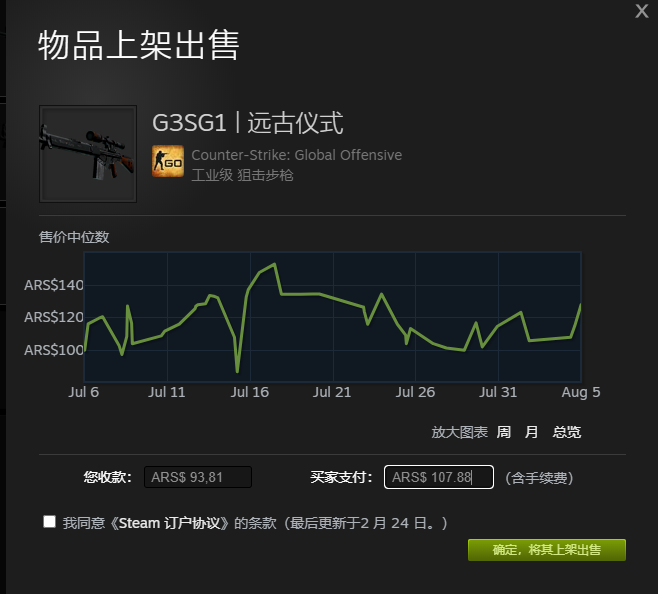 X
物品上架出售
G3SG1 | 远古仪式
GO
Counter-Strike: Global Offensive
工业级 狙击步枪
售价中位数
ARS$140
ARS$120
ARS$100
Jul 6 Jul 11 Jul 16 Jul 21 Jul 26 Jul 31 Aug 5
放大图表 周 月 总览
您收款： ARS$ 93,81 买家支付： ARS$ 107.88 (含手续费)
我同意《Steam 订户协议》的条款（最后更新于2 月 24 日。）
确定，将其上架出售